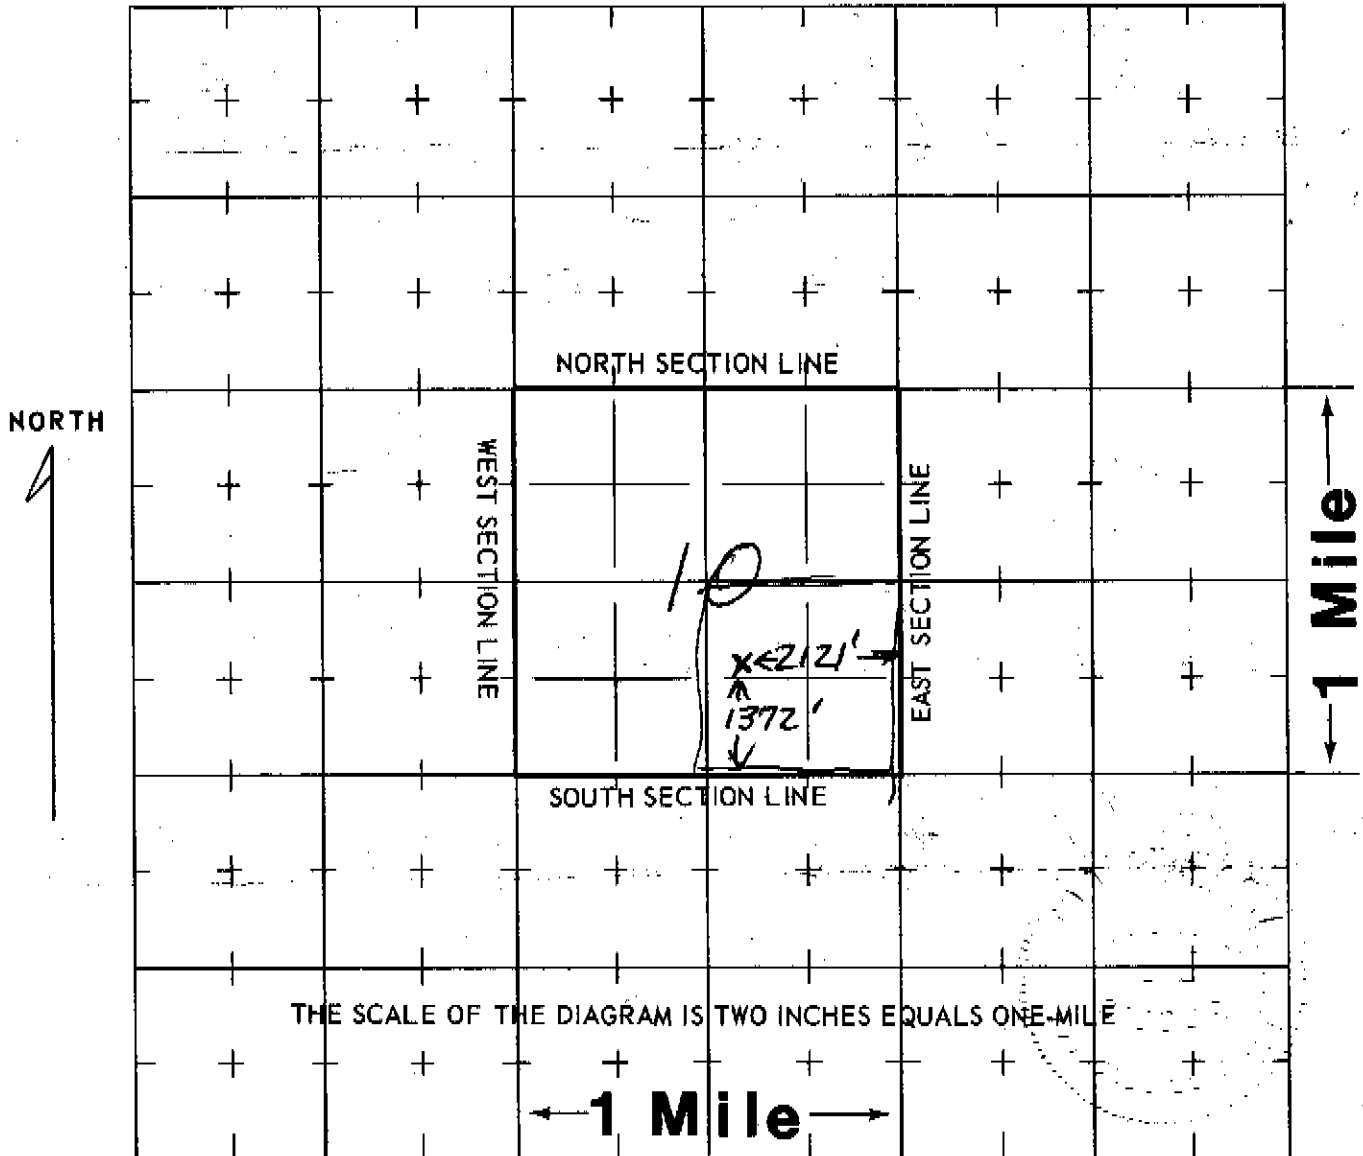 NORTH SECTION LINE
NORTH
WEST SECTION LINE
EAST SECTION LINE
1 Mile
10
x←2121'→
1372'
SOUTH SECTION LINE
THE SCALE OF THE DIAGRAM IS TWO INCHES EQUALS ONE-MILE
1 Mile